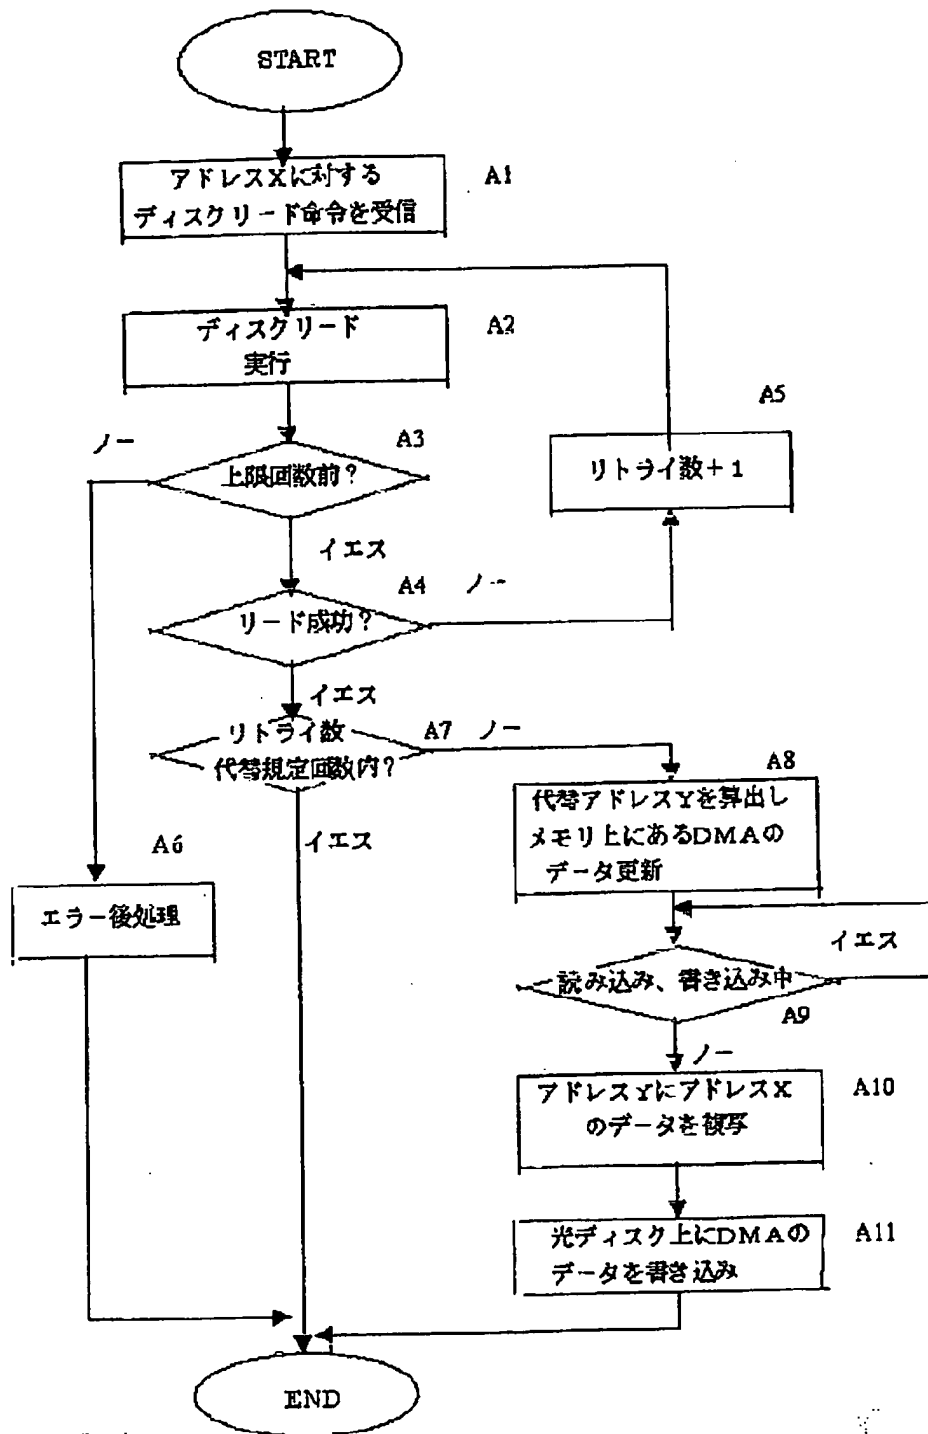 START
アドレスXに対する
ディスクリード命令を受信
A1
ディスクリード
実行
A2
A5
ノー
A3
上限回数前?
リトライ数+1
イエス
A4
ノー
リード成功?
イエス
リトライ数
代替規定回数内?
A7
ノー
A8
代替アドレスYを算出し
メモリ上にあるDMAの
データ更新
イエス
A6
エラー後処理
イエス
読み込み、書き込み中
A9
ノー
アドレスYにアドレスX
のデータを複写
A10
光ディスク上にDMAの
データを書き込み
A11
END